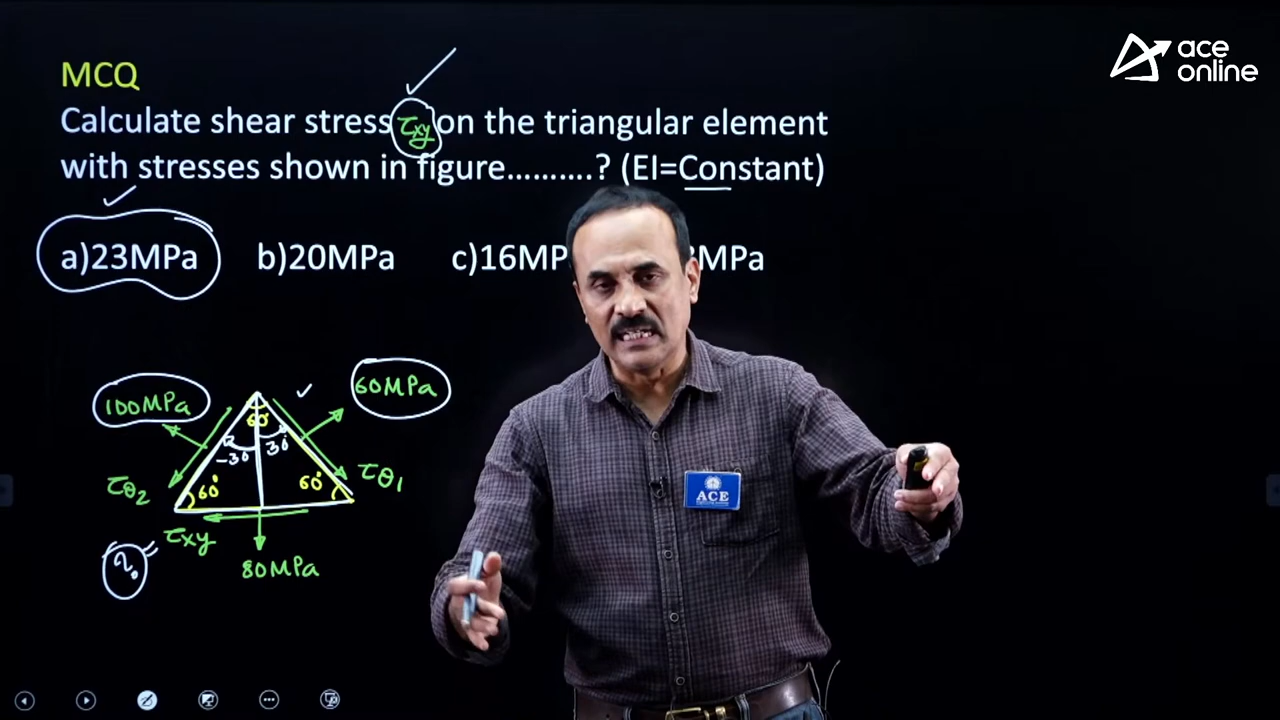 ace
online
MCQ
Calculate shear stress τxy on the triangular element
with stresses shown in figure..........? (EI=Constant)
a)23MPa b)20MPa c)16MP MPa
100MPa
60MPa
60°
-30 30°
60° 60°
τθ2
τθ1
τxy
80MPa
ACE